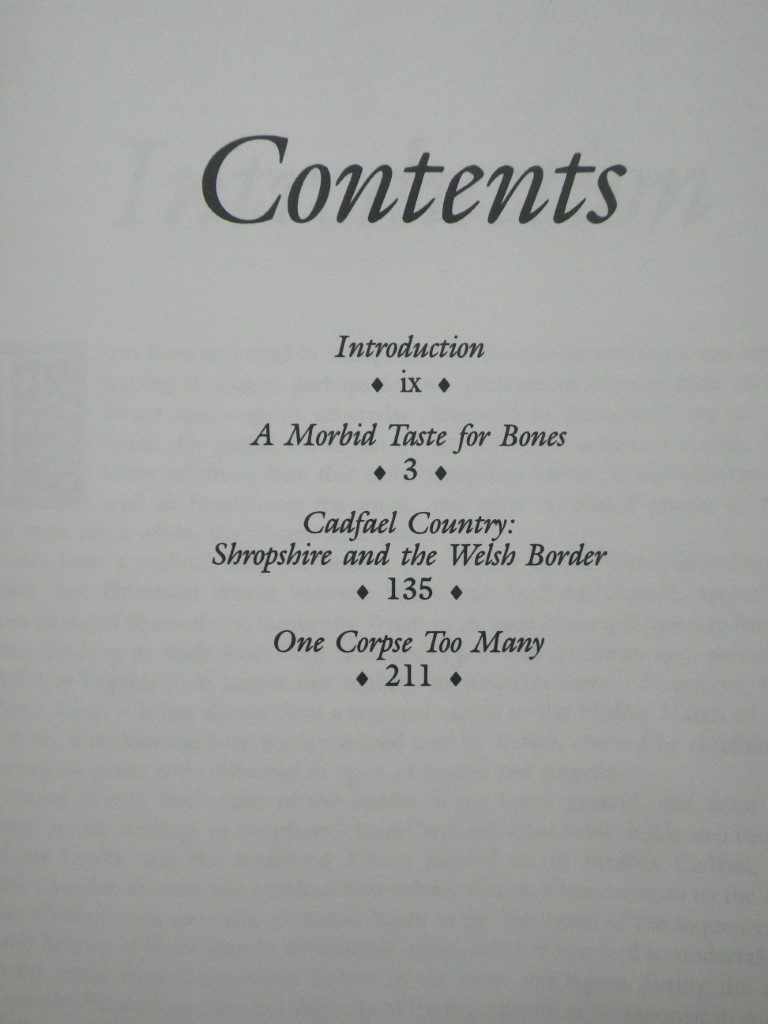 Contents
Introduction
♦ ix ♦
A Morbid Taste for Bones
♦ 3 ♦
Cadfael Country:
Shropshire and the Welsh Border
♦ 135 ♦
One Corpse Too Many
♦ 211 ♦